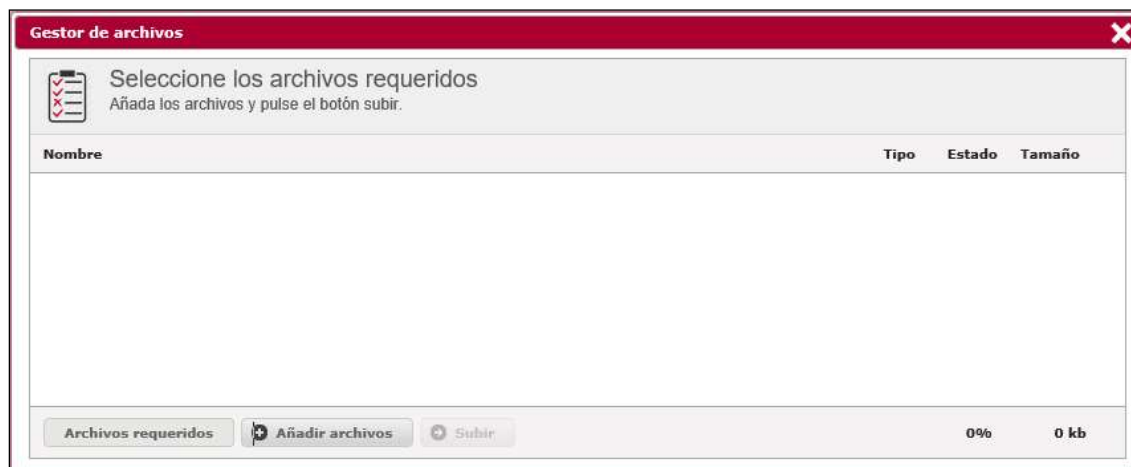 Gestor de archivos
Seleccione los archivos requeridos
Añada los archivos y pulse el botón subir.
Nombre Tipo Estado Tamaño
Archivos requeridos Añadir archivos Subir 0% 0 kb